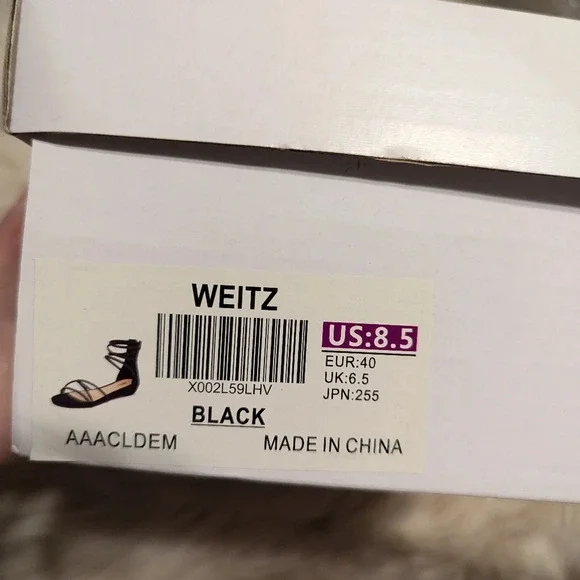 WEITZ
X002L59LHV
BLACK
US:8.5
EUR:40
UK:6.5
JPN:255
AAACLDEM
MADE IN CHINA